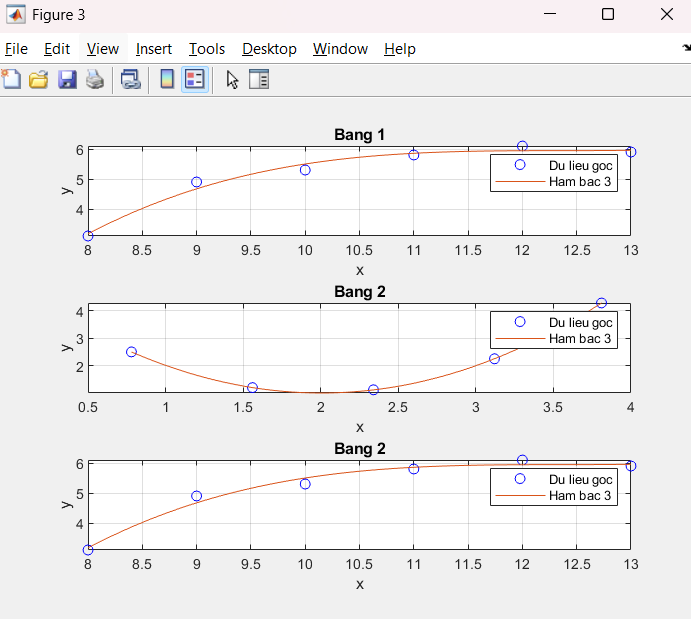 Figure 3
File Edit View Insert Tools Desktop Window Help
Bang 1
6
5
4
y
Du lieu goc
Ham bac 3
8 8.5 9 9.5 10 10.5 11 11.5 12 12.5 13
x
Bang 2
4
3
2
y
Du lieu goc
Ham bac 3
0.5 1 1.5 2 2.5 3 3.5 4
x
Bang 2
6
5
4
y
Du lieu goc
Ham bac 3
8 8.5 9 9.5 10 10.5 11 11.5 12 12.5 13
x